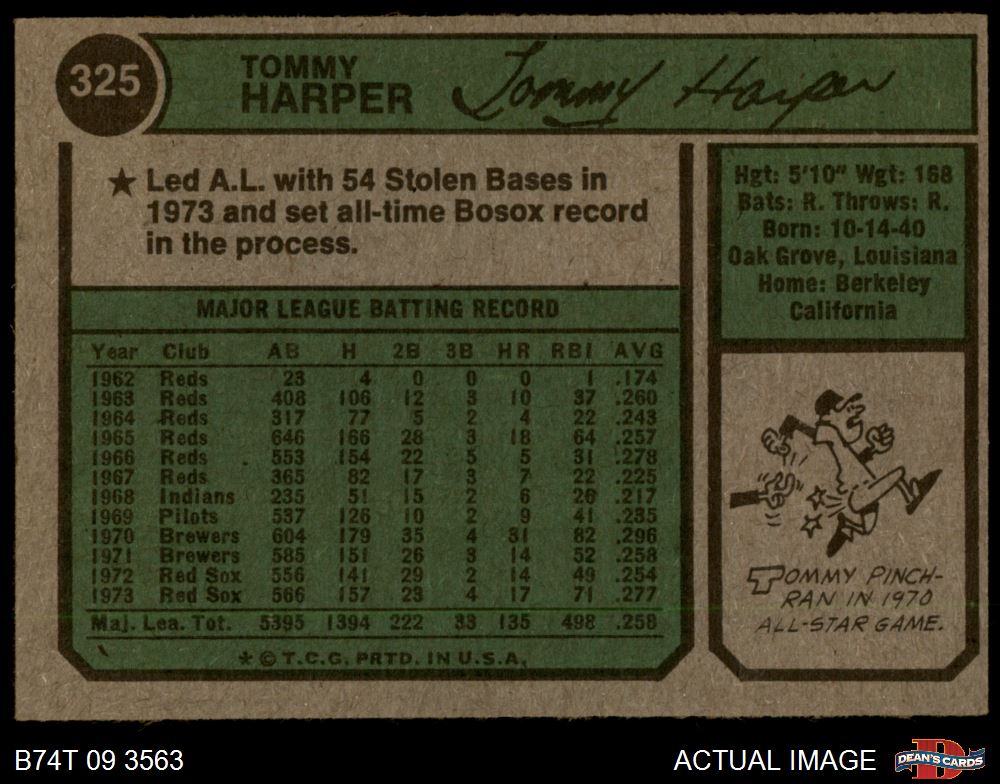 325
TOMMY
HARPER
Tommy Harper
★ Led A.L. with 54 Stolen Bases in
1973 and set all-time Bosox record
in the process.
Hgt: 5'10" Wgt: 168
Bats: R. Throws: R.
Born: 10-14-40
Oak Grove, Louisiana
Home: Berkeley
California
MAJOR LEAGUE BATTING RECORD
Year Club AB H 2B 3B HR RBI AVG
1962 Reds 23 4 0 0 0 1 .174
1963 Reds 408 106 12 3 10 37 .260
1964 Reds 317 77 5 2 4 22 .243
1965 Reds 646 166 28 3 18 64 .257
1966 Reds 553 154 22 5 5 31 .278
1967 Reds 365 82 17 3 7 22 .225
1968 Indians 235 51 15 2 6 26 .217
1969 Pilots 537 126 10 2 9 41 .235
1970 Brewers 604 179 35 4 31 82 .296
1971 Brewers 585 151 26 3 14 52 .258
1972 Red Sox 556 141 29 2 14 49 .254
1973 Red Sox 566 157 23 4 17 71 .277
Maj. Lea. Tot. 5395 1394 222 33 135 498 .258
* © T.C.G. PRTD. IN U.S.A.
TOMMY PINCH-
RAN IN 1970
ALL-STAR GAME.
B74T 09 3563
ACTUAL IMAGE
DEAN'S CARDS